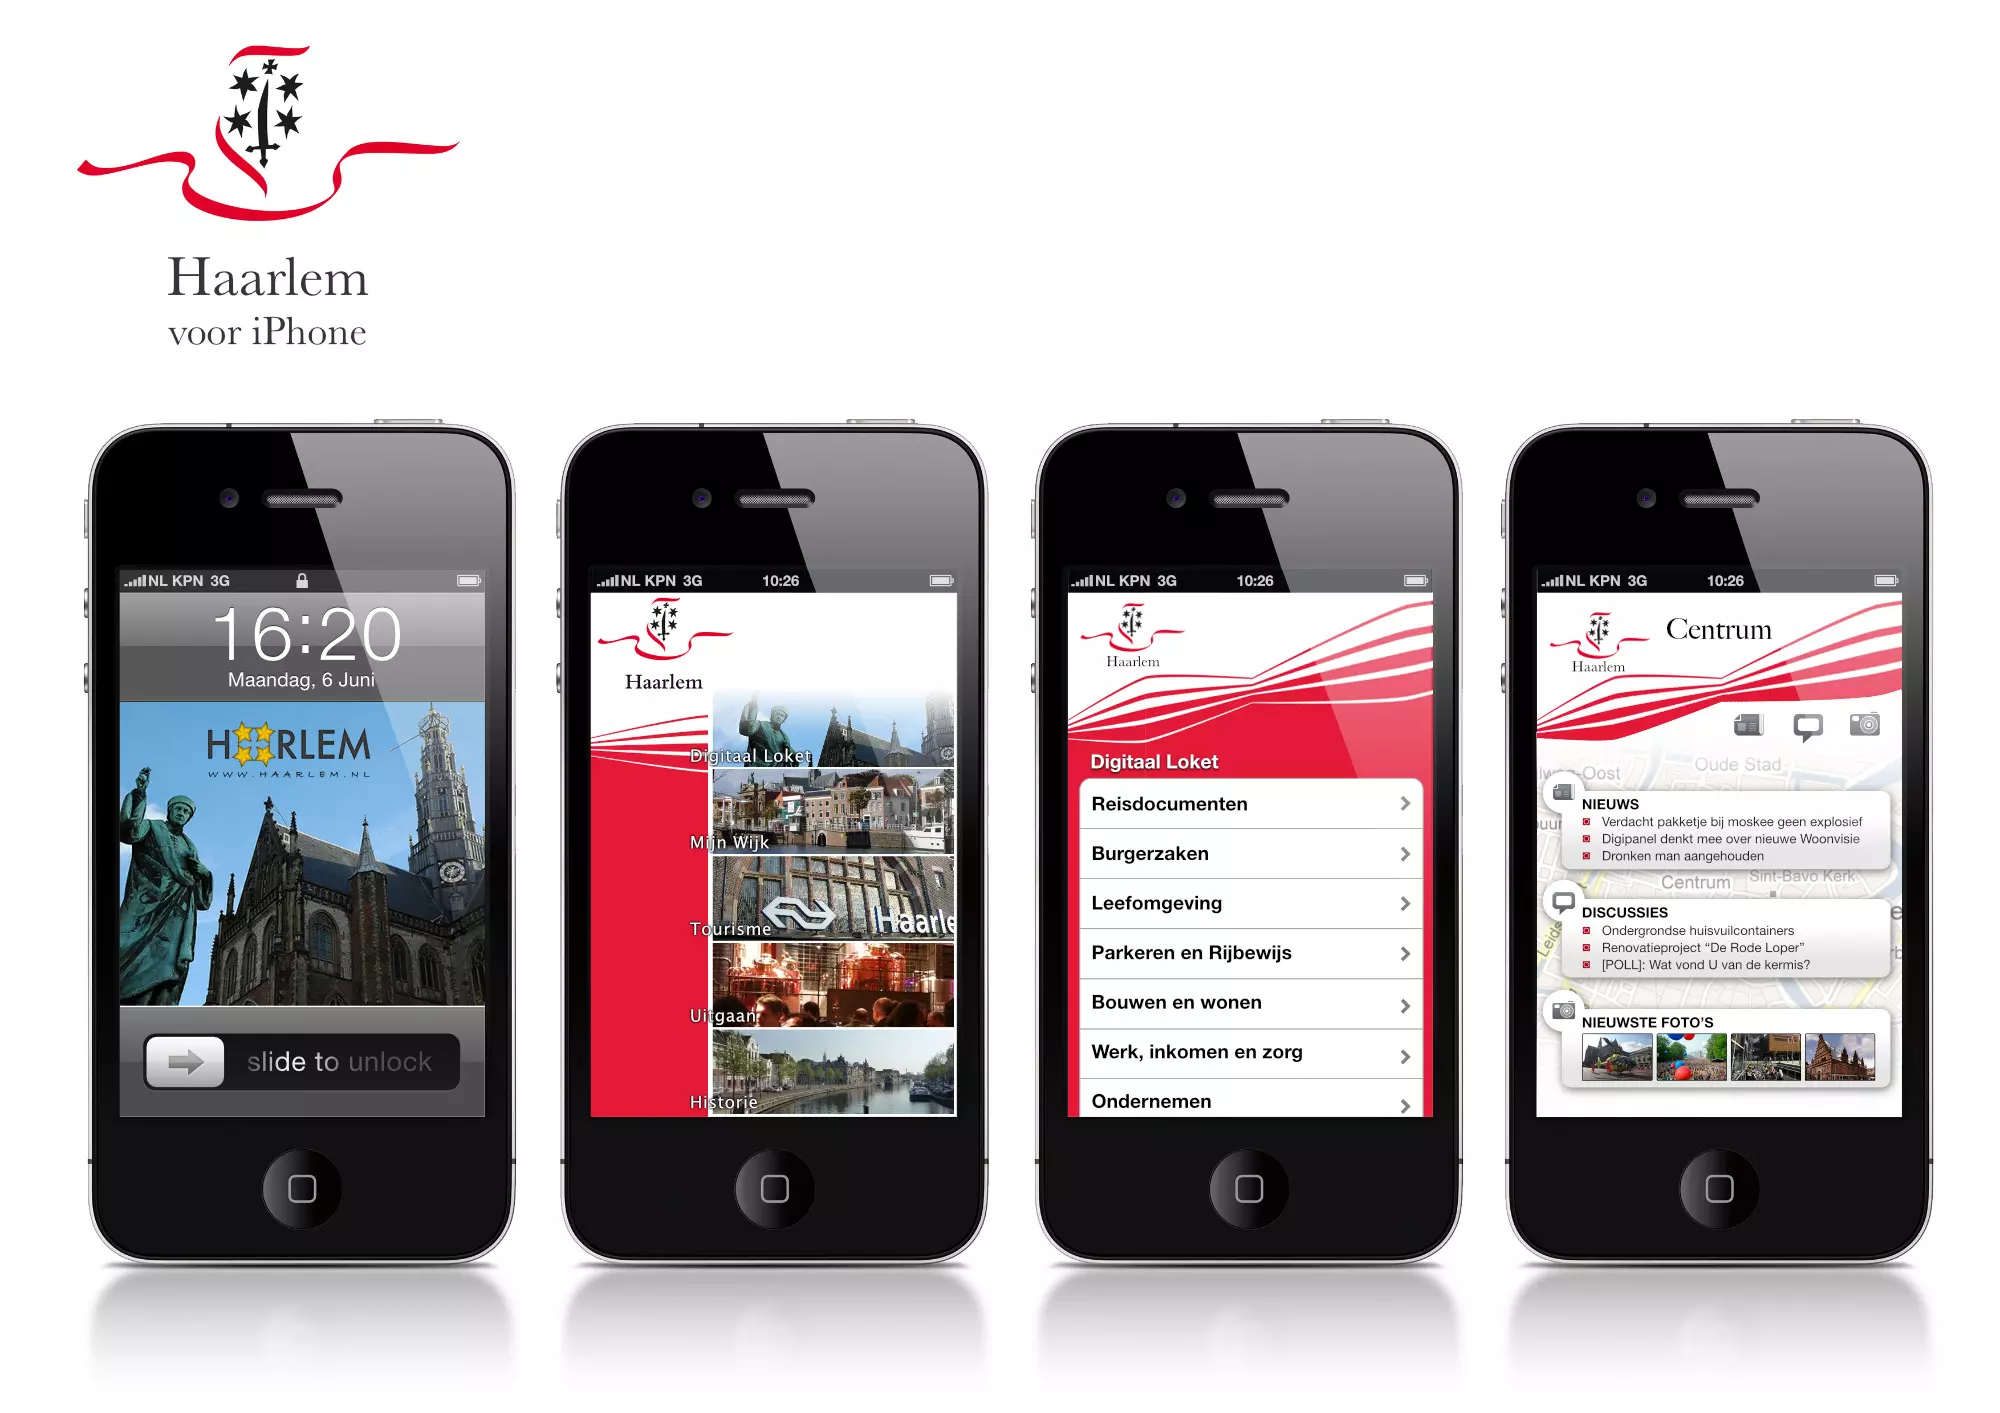 Haarlem
voor iPhone
NL KPN 3G
16:20
Maandag, 6 Juni
HAARLEM
WWW.HAARLEM.NL
slide to unlock
NL KPN 3G 10:26
Haarlem
Digitaal Loket
Mijn Wijk
Tourisme
Haarle
Uitgaan
Historie
NL KPN 3G 10:26
Haarlem
Digitaal Loket
Reisdocumenten
Burgerzaken
Leefomgeving
Parkeren en Rijbewijs
Bouwen en wonen
Werk, inkomen en zorg
Ondernemen
NL KPN 3G 10:26
Centrum
Haarlem
Oude Stad
-Oost
NIEUWS
Verdacht pakketje bij moskee geen explosief
Digipanel denkt mee over nieuwe Woonvisie
Dronken man aangehouden
Centrum Sint-Bavo Kerk
DISCUSSIES
Ondergrondse huisvuilcontainers
Renovatieproject “De Rode Loper”
[POLL]: Wat vond U van de kermis?
Leids
NIEUWSTE FOTO’S